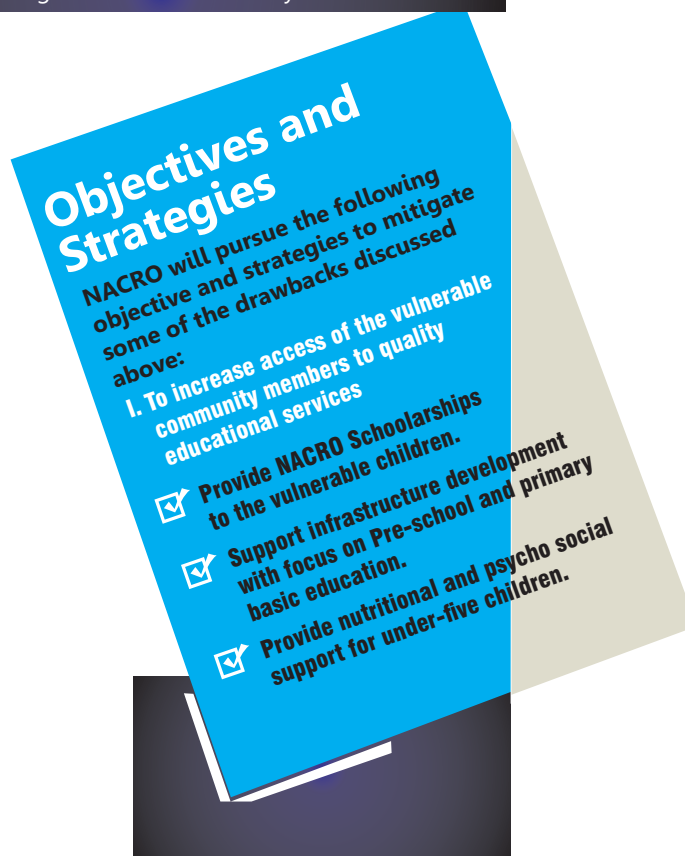 Objectives and
Strategies
NACRO will pursue the following
objective and strategies to mitigate
some of the drawbacks discussed
above:
I. To increase access of the vulnerable
community members to quality
educational services
Provide NACRO Schoolarships
to the vulnerable children.
Support infrastructure development
with focus on Pre-school and primary
basic education.
Provide nutritional and psycho social
support for under-five children.